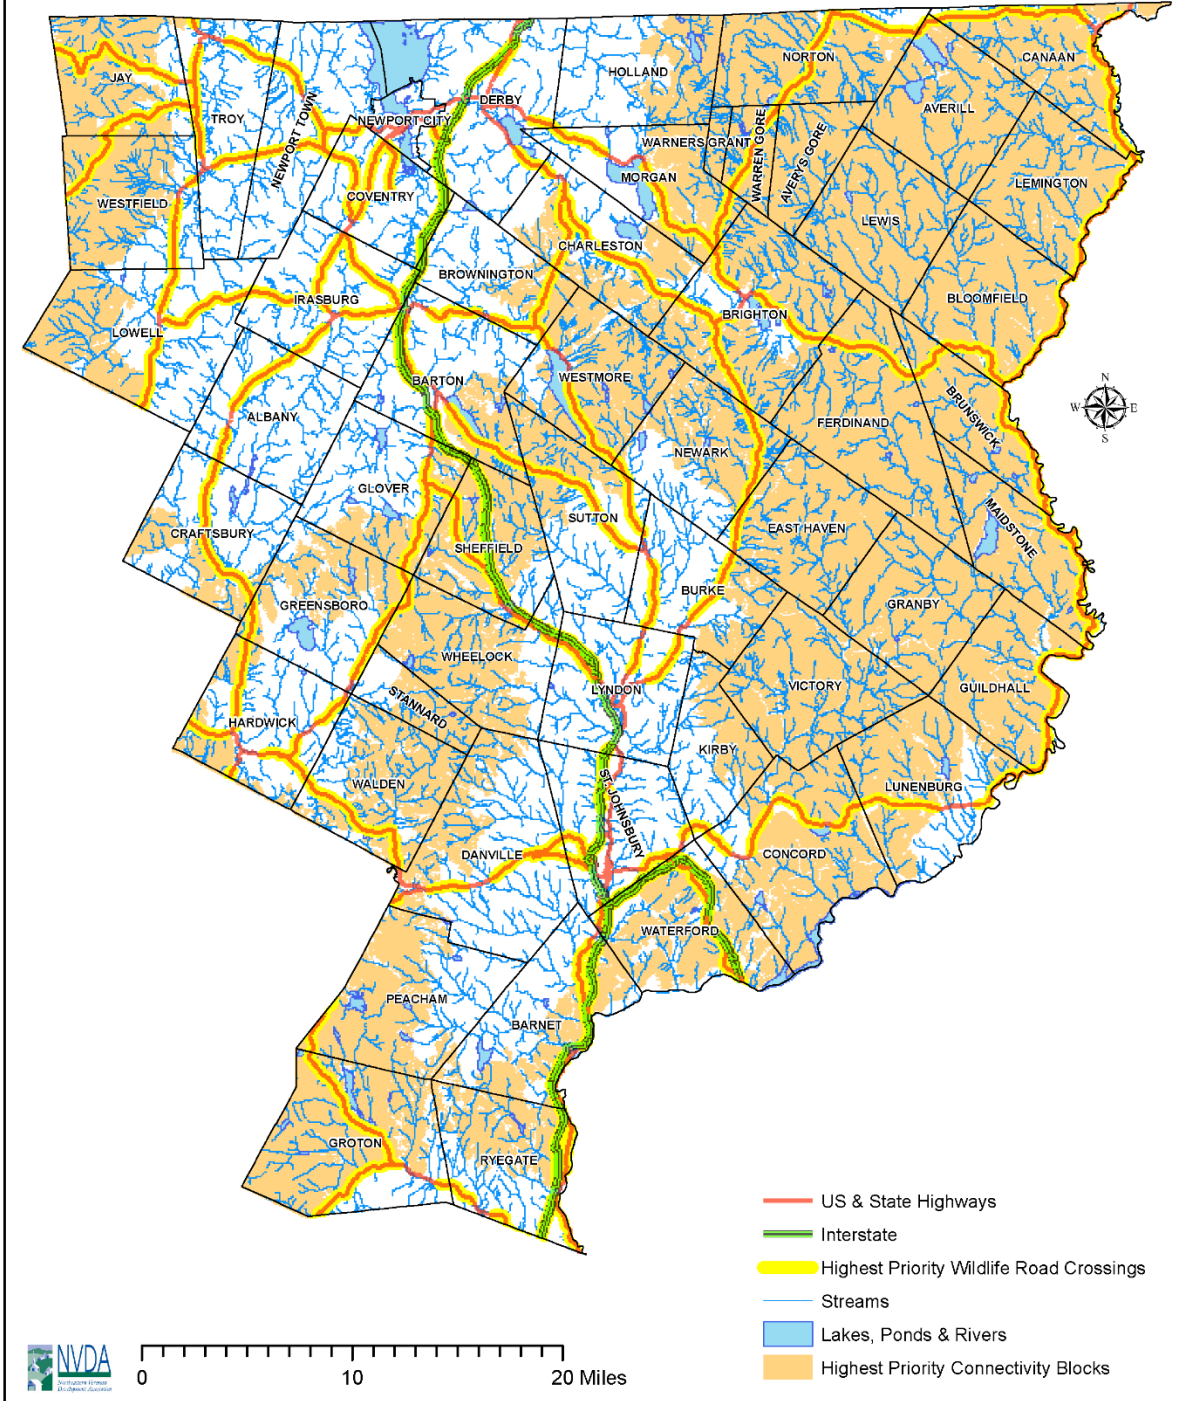 CANAAN
NORTON
HOLLAND
JAY
DERBY
AVERILL
TROY
NEWPORT TOWN
NEWPORT CITY
WARNERS GRANT
WARREN GORE
AVERYS GORE
MORGAN
LEMINGTON
COVENTRY
WESTFIELD
LEWIS
CHARLESTON
BROWNINGTON
BLOOMFIELD
IRASBURG
BRIGHTON
LOWELL
N
W E
S
WESTMORE
BARTON
BRUNSWICK
ALBANY
FERDINAND
NEWARK
GLOVER
SUTTON
MAIDSTONE
EAST HAVEN
CRAFTSBURY
SHEFFIELD
BURKE
GREENSBORO
GRANBY
WHEELOCK
VICTORY
GUILDHALL
LYNDON
STANNARD
HARDWICK
KIRBY
WALDEN
LUNENBURG
ST. JOHNSBURY
DANVILLE
CONCORD
WATERFORD
PEACHAM
BARNET
GROTON
RYEGATE
US & State Highways
Interstate
Highest Priority Wildlife Road Crossings
Streams
Lakes, Ponds & Rivers
Highest Priority Connectivity Blocks
NVDA
Northeastern Vermont
Development Association
0 10 20 Miles